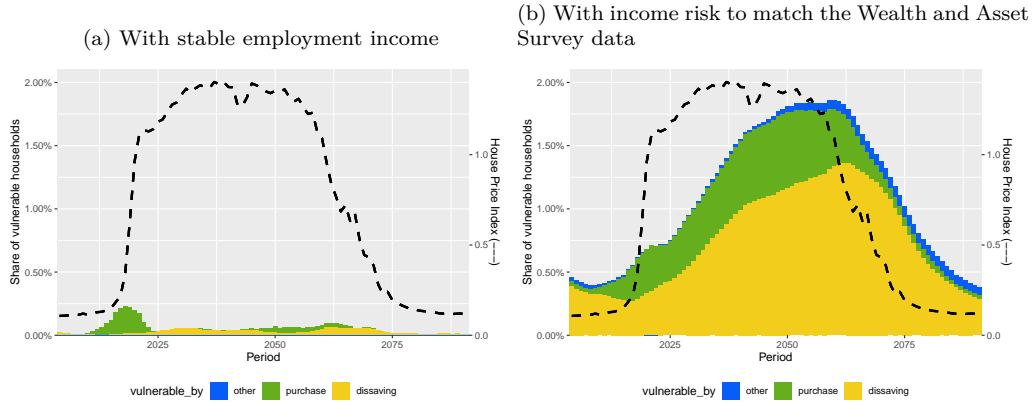 (a) With stable employment income
(b) With income risk to match the Wealth and Asset
Survey data
2.00%
1.50%
1.00%
0.50%
0.00%
Share of vulnerable households
1.0
0.5
0.0
House Price Index (−−−)
2025
2050
2075
Period
vulnerable_by
other
purchase
dissaving
2.00%
1.50%
1.00%
0.50%
0.00%
Share of vulnerable households
1.0
0.5
0.0
House Price Index (−−−)
2025
2050
2075
Period
vulnerable_by
other
purchase
dissaving